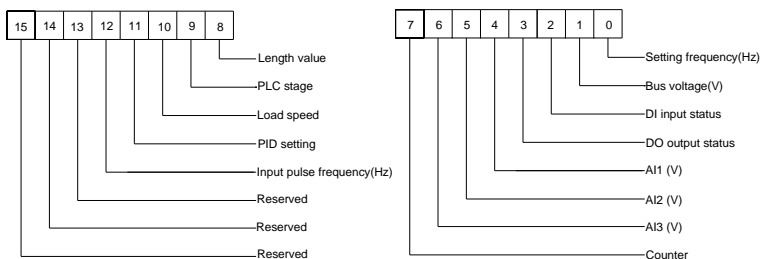 15 14 13 12 11 10 9 8
Length value
PLC stage
Load speed
PID setting
Input pulse frequency(Hz)
Reserved
Reserved
Reserved
7 6 5 4 3 2 1 0
Setting frequency(Hz)
Bus voltage(V)
DI input status
DO output status
AI1 (V)
AI2 (V)
AI3 (V)
Counter